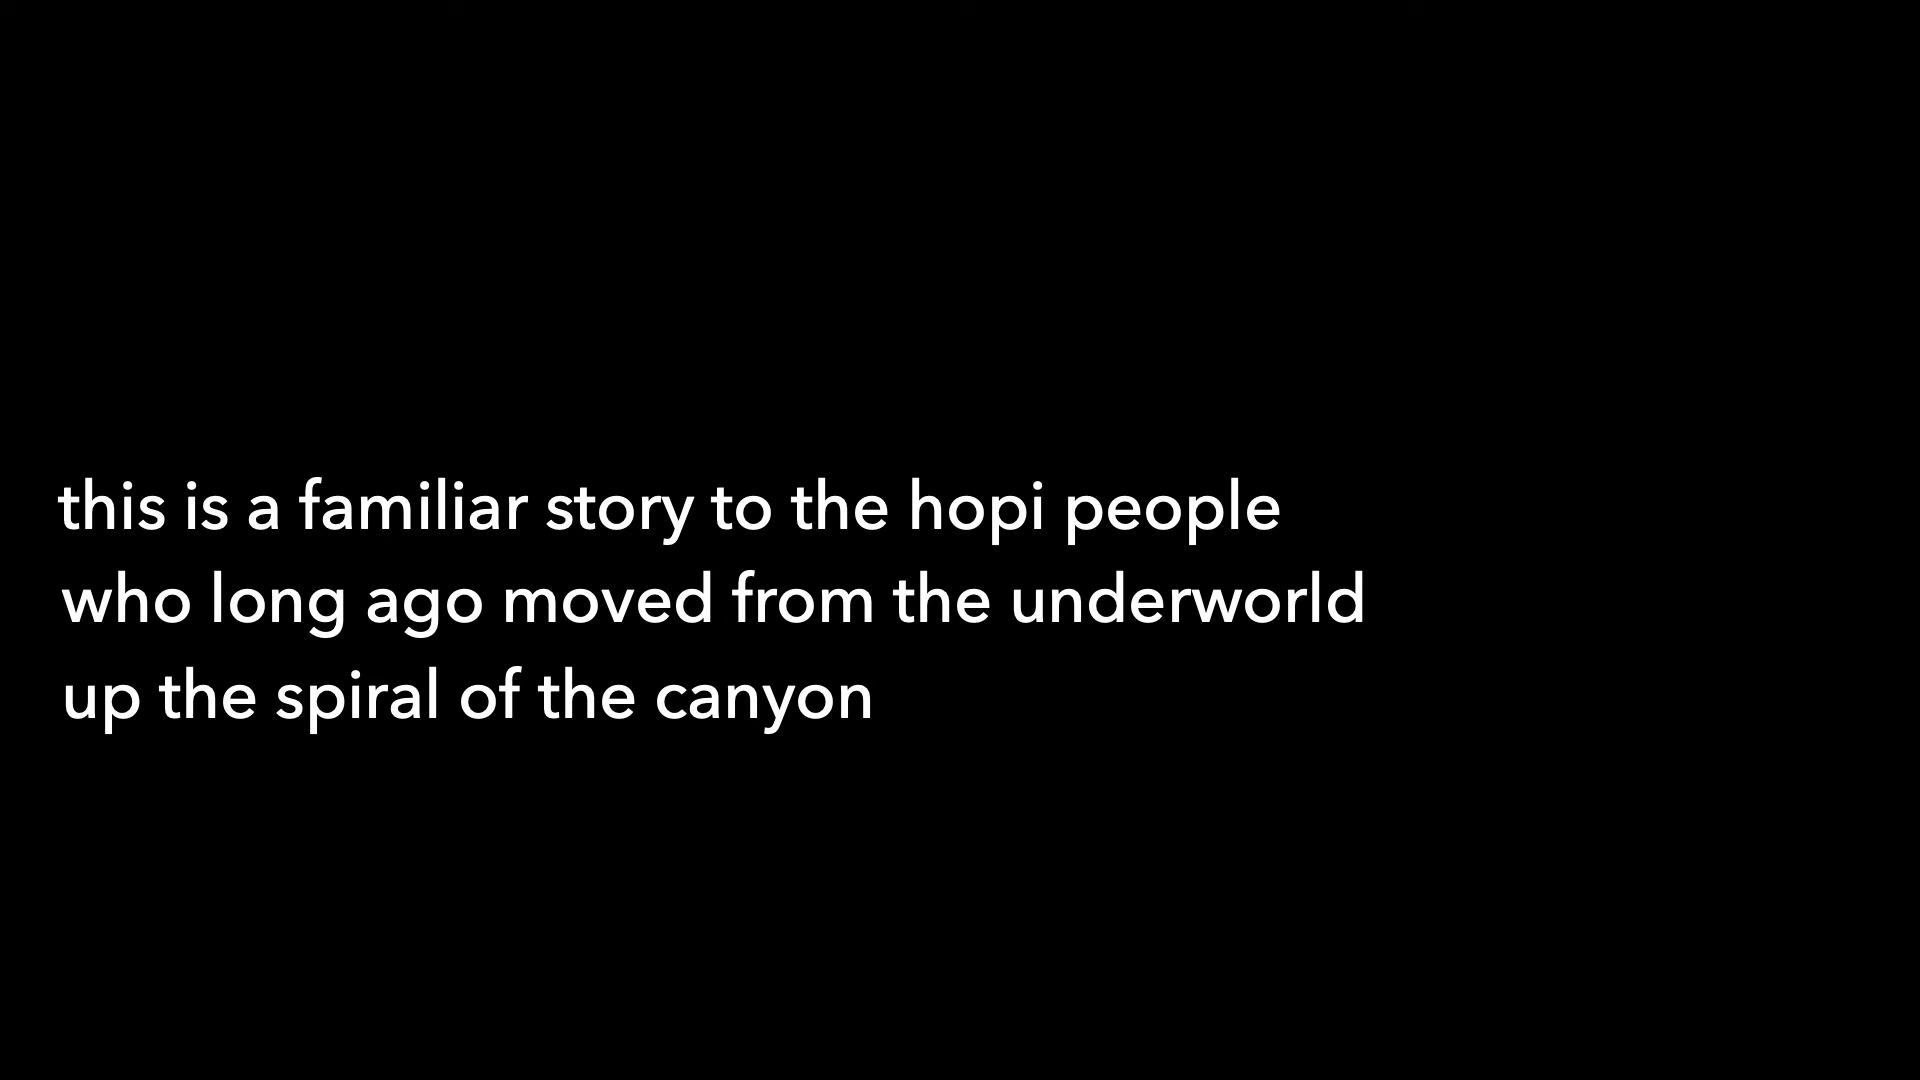 this is a familiar story to the hopi people
who long ago moved from the underworld
up the spiral of the canyon